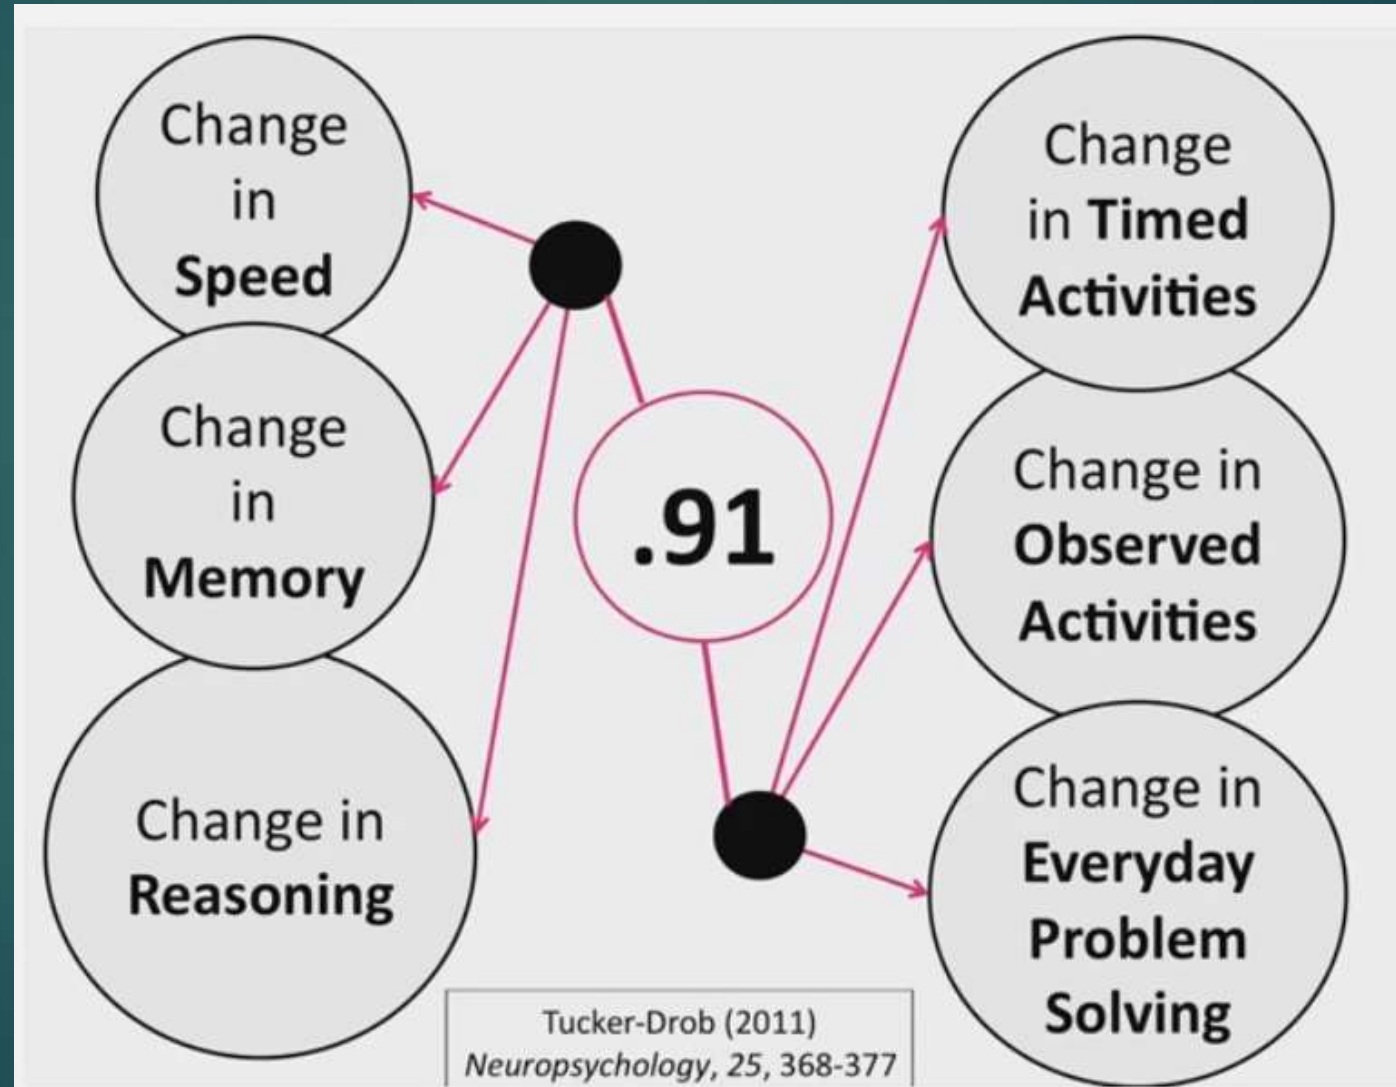 Change
in
Speed
Change
in
Memory
Change in
Reasoning
.91
Change
in Timed
Activities
Change in
Observed
Activities
Change in
Everyday
Problem
Solving
Tucker-Drob (2011)
Neuropsychology, 25, 368-377